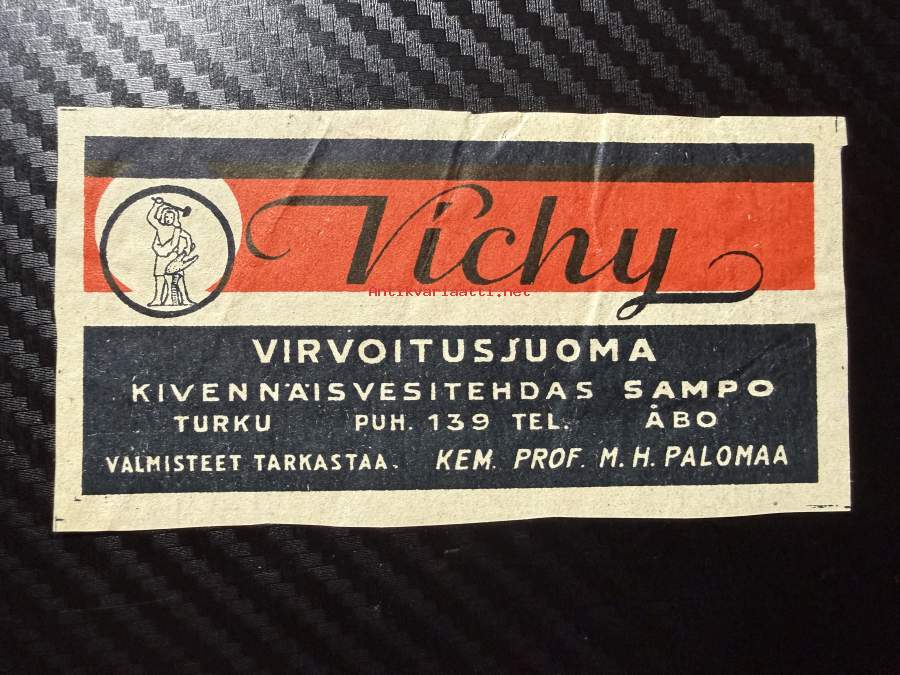 Vichy
Antikvariaatti.net
VIRVOITUSJUOMA
KIVENNÄISVESITEHDAS SAMPO
TURKU PUH. 139 TEL. ÅBO
VALMISTEET TARKASTAA. KEM. PROF. M. H. PALOMAA